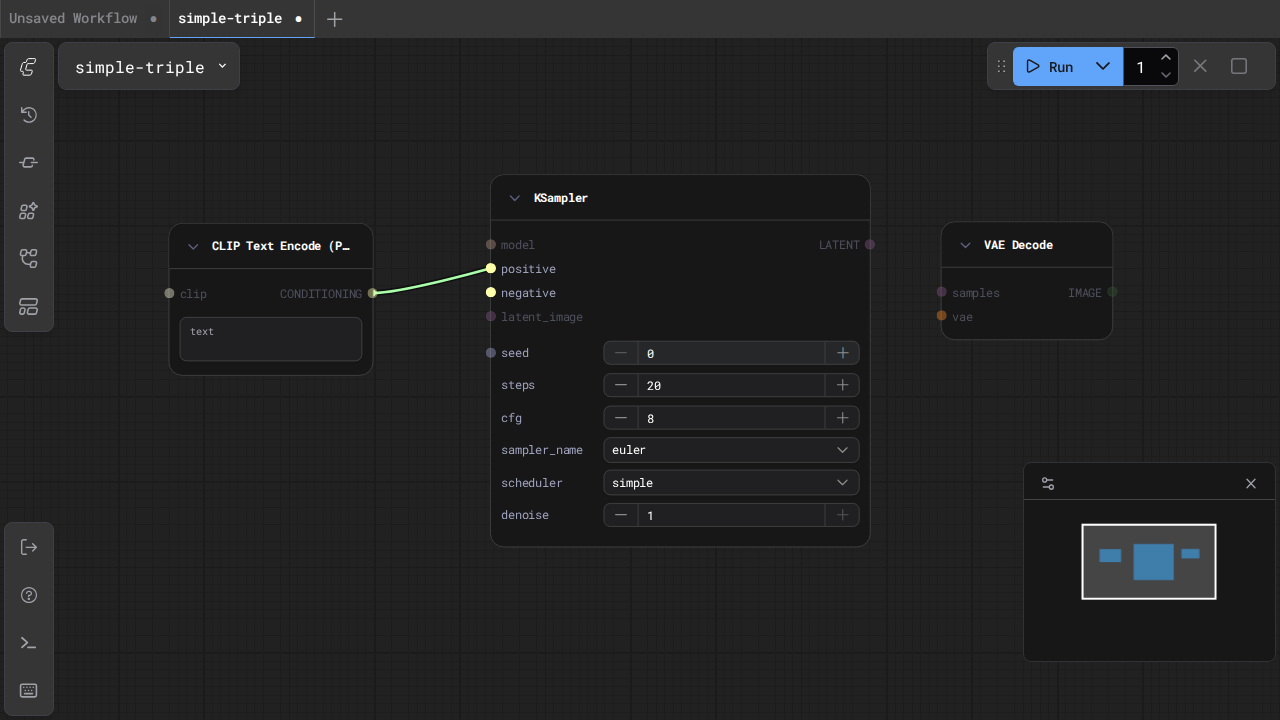 Unsaved Workflow
simple-triple
simple-triple
Run
1
CLIP Text Encode (P…
clip
CONDITIONING
text
KSampler
model
LATENT
positive
negative
latent_image
seed
0
steps
20
cfg
8
sampler_name
euler
scheduler
simple
denoise
1
VAE Decode
samples
IMAGE
vae